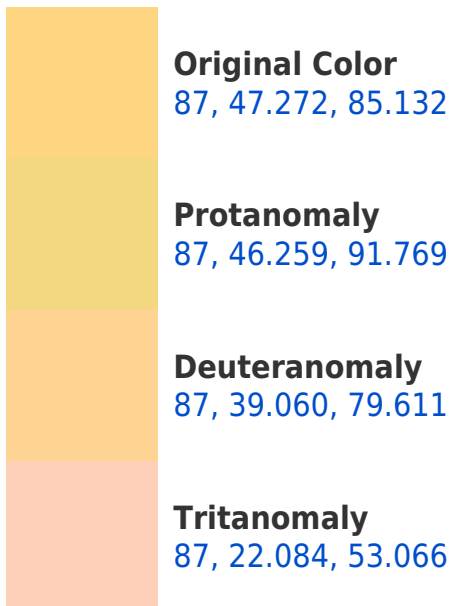 Original Color
87, 47.272, 85.132
Protanomaly
87, 46.259, 91.769
Deuteranomaly
87, 39.060, 79.611
Tritanomaly
87, 22.084, 53.066